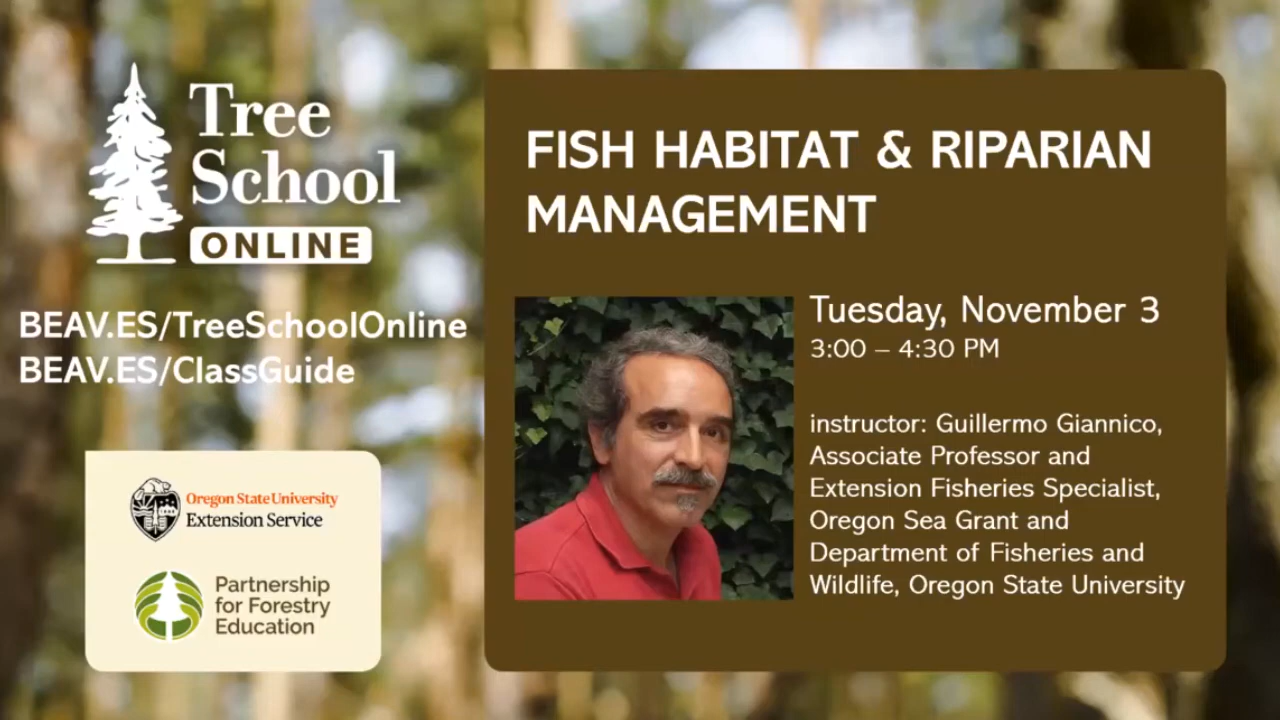 Tree
School
ONLINE
BEAV.ES/TreeSchoolOnline
BEAV.ES/ClassGuide
Oregon State University
Extension Service
Partnership
for Forestry
Education
FISH HABITAT & RIPARIAN
MANAGEMENT
Tuesday, November 3
3:00 – 4:30 PM
instructor: Guillermo Giannico,
Associate Professor and
Extension Fisheries Specialist,
Oregon Sea Grant and
Department of Fisheries and
Wildlife, Oregon State University